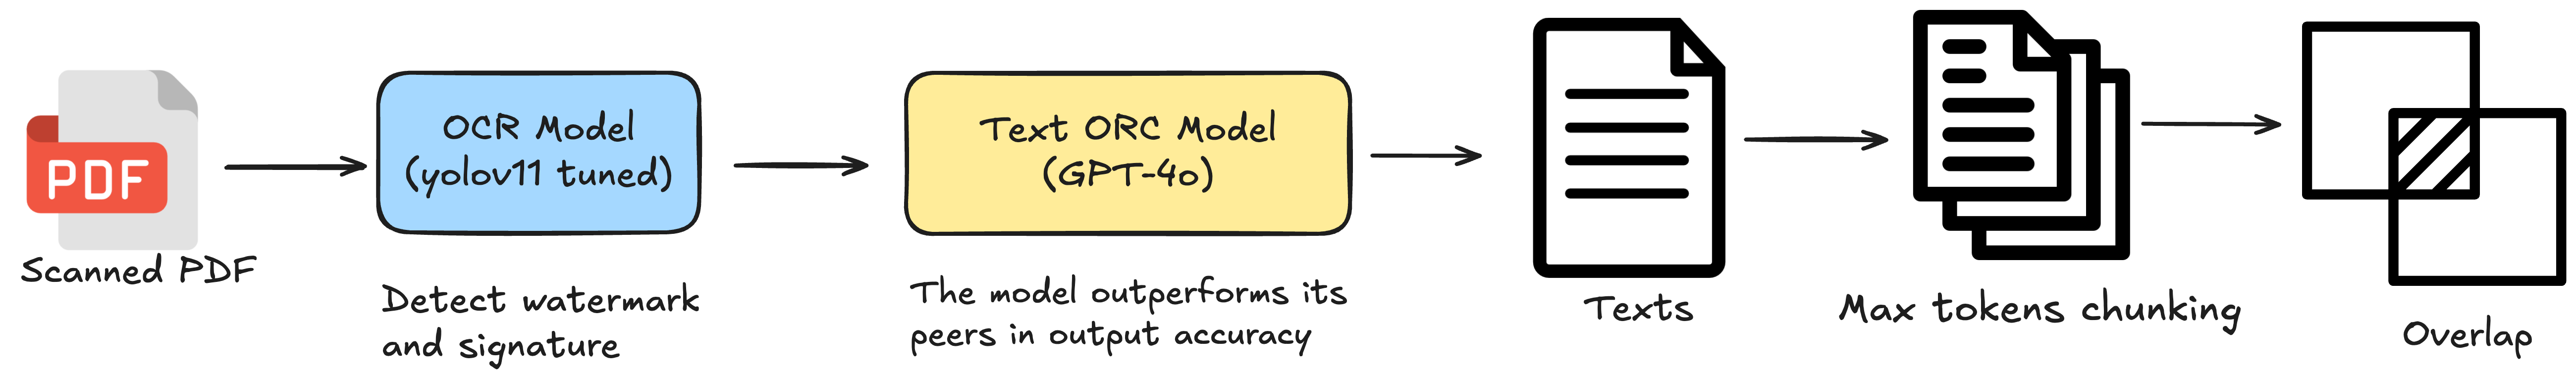 PDF
Scanned PDF
OCR Model
(yolov11 tuned)
Detect watermark
and signature
Text ORC Model
(GPT-4o)
The model outperforms its
peers in output accuracy
Texts
Max tokens chunking
Overlap